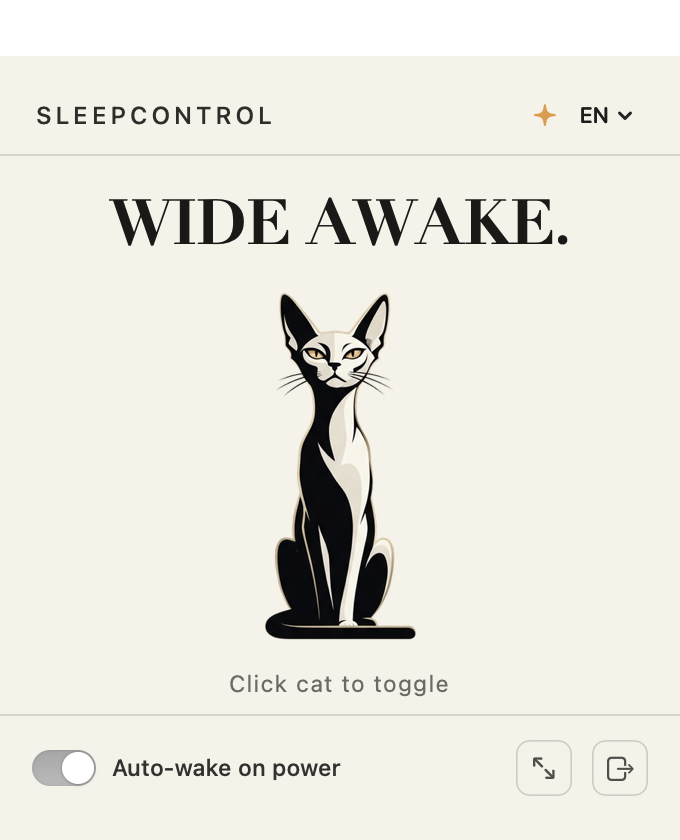 SLEEPCONTROL
EN
WIDE AWAKE.
Click cat to toggle
Auto-wake on power